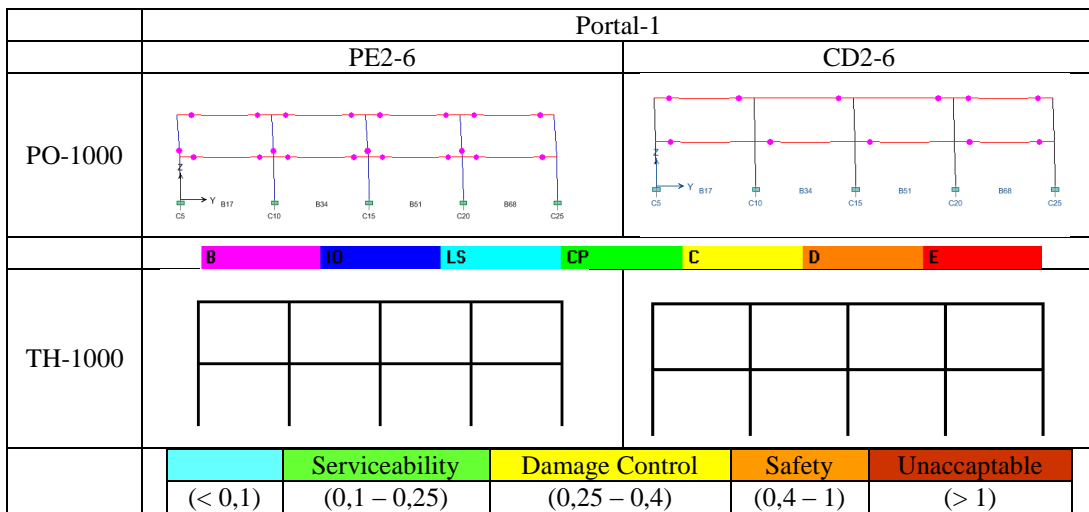 Portal-1
PE2-6 CD2-6
PO-1000
Z
Y
B17 B34 B51 B68
C5 C10 C15 C20 C25
Z
Y
B17 B34 B51 B68
C5 C10 C15 C20 C25
B IO LS CP C D E
TH-1000
Serviceability Damage Control Safety Unaccaptable
(< 0,1) (0,1 – 0,25) (0,25 – 0,4) (0,4 – 1) (> 1)